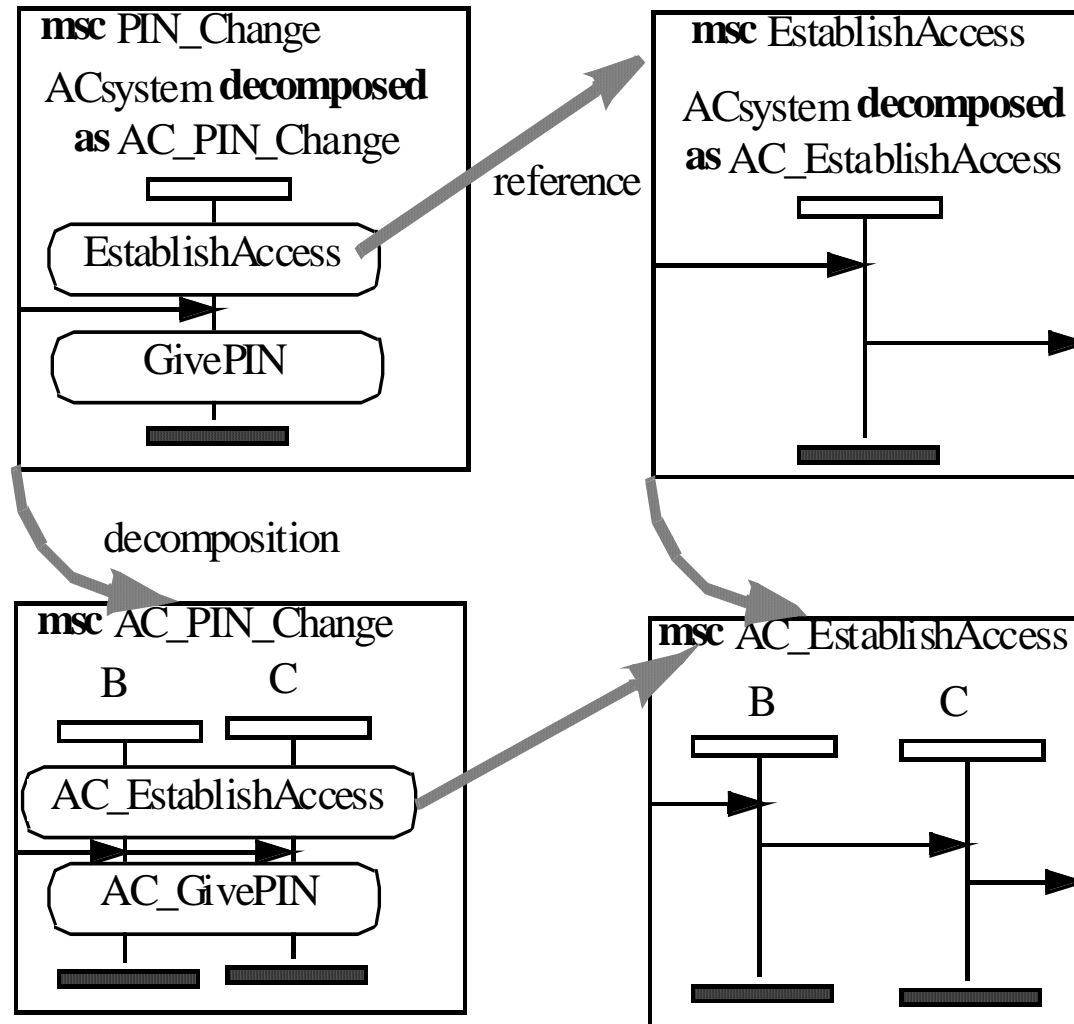 msc PIN_Change
ACsystem decomposed
as AC_PIN_Change
EstablishAccess
GivePIN
reference
msc EstablishAccess
ACsystem decomposed
as AC_EstablishAccess
decomposition
msc AC_PIN_Change
B C
AC_EstablishAccess
AC_GivePIN
msc AC_EstablishAccess
B C